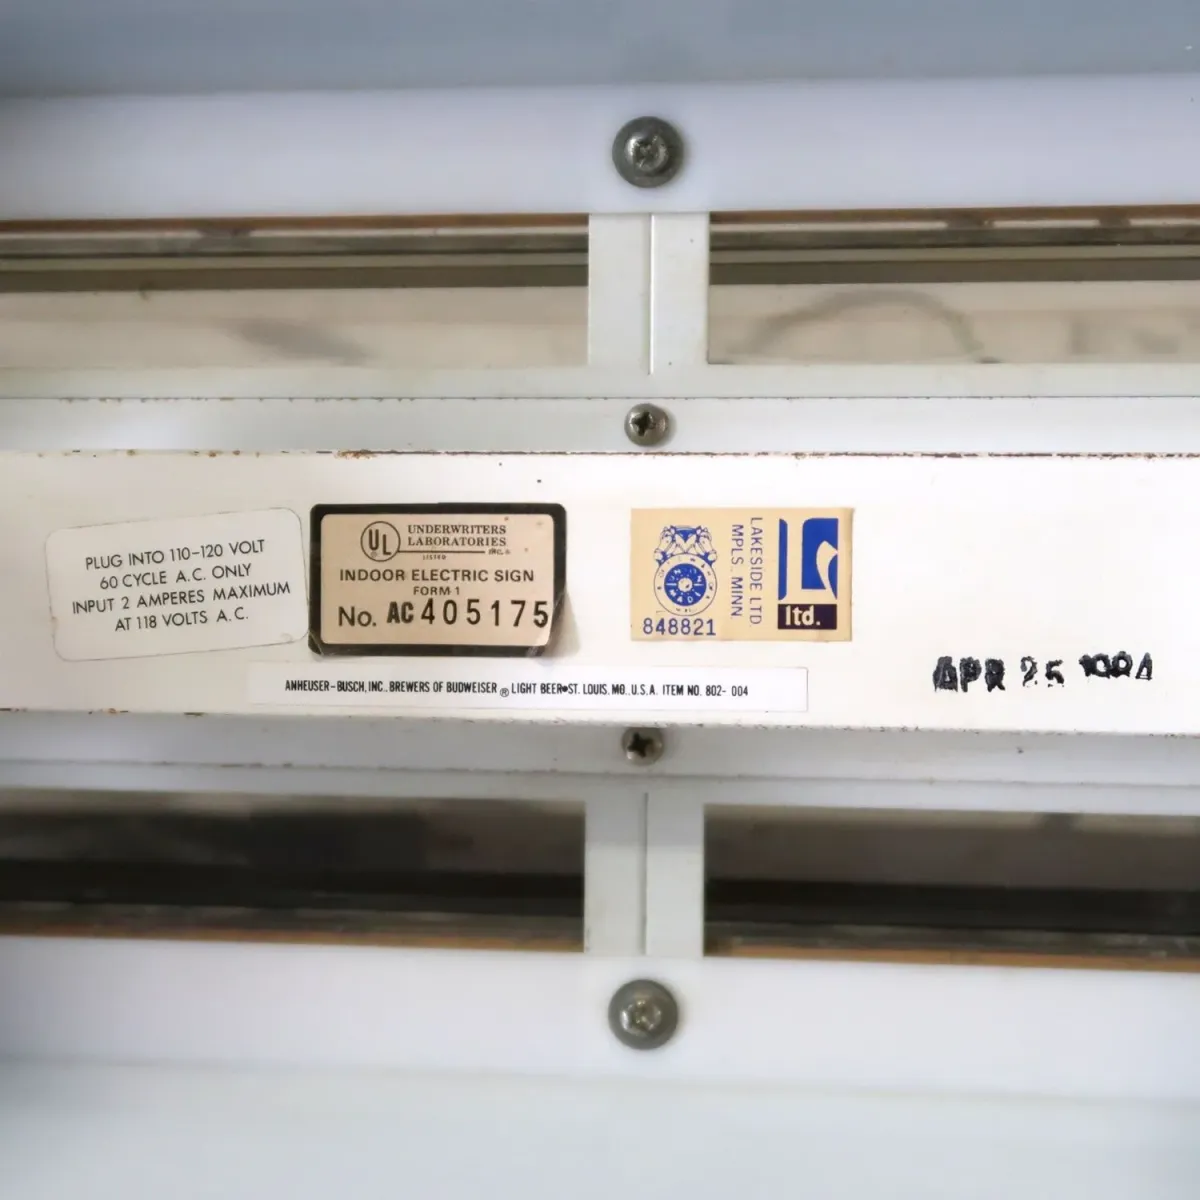 PLUG INTO 110-120 VOLT
60 CYCLE A.C. ONLY
INPUT 2 AMPERES MAXIMUM
AT 118 VOLTS A.C.
UL
UNDERWRITERS
LABORATORIES
LISTED INC.®
INDOOR ELECTRIC SIGN
FORM 1
No. AC405175
848821
LAKESIDE LTD.
MPLS., MINN.
ltd.
ANHEUSER-BUSCH, INC., BREWERS OF BUDWEISER ® LIGHT BEER•ST. LOUIS, MO., U.S.A. ITEM NO. 802- 004
APR 25